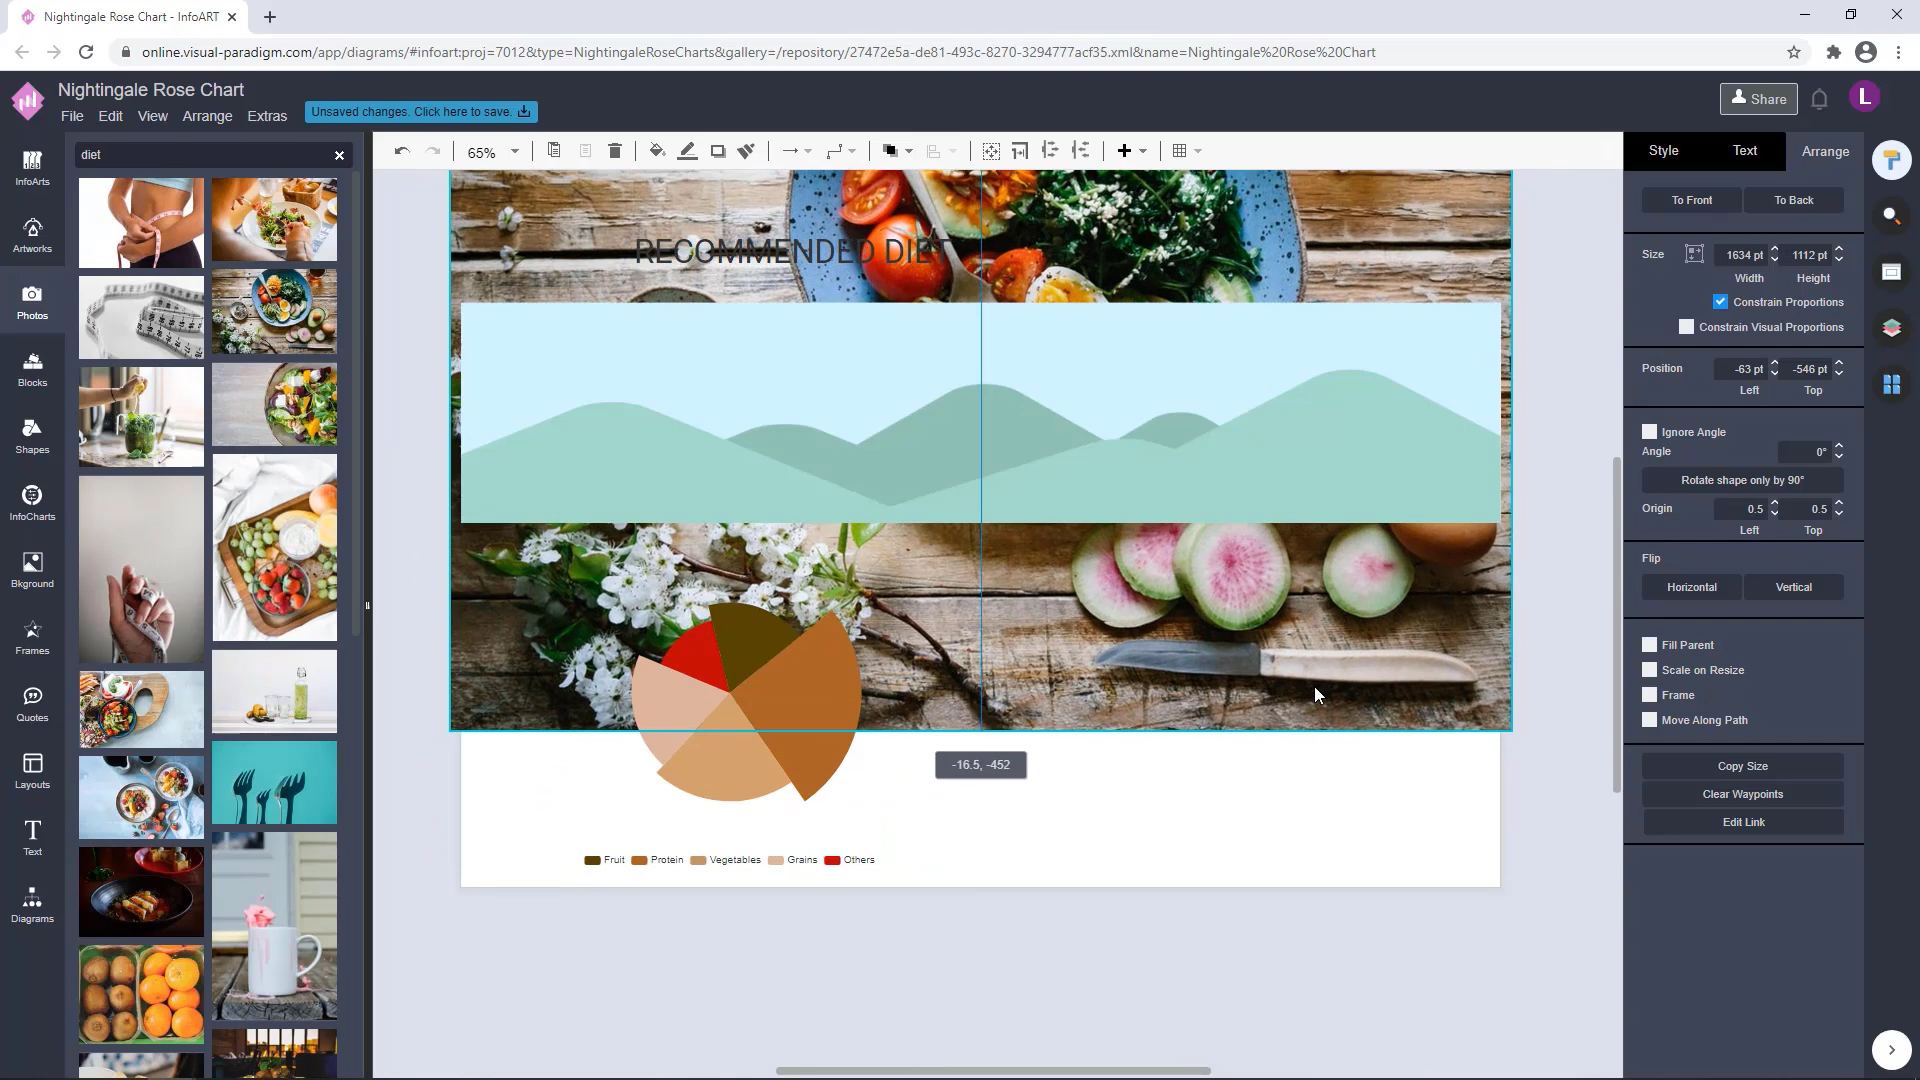 Nightingale Rose Chart - InfoART
online.visual-paradigm.com/app/diagrams/#infoart:proj=7012&type=NightingaleRoseCharts&gallery=/repository/27472e5a-de81-493c-8270-3294777acf35.xml&name=Nightingale%20Rose%20Chart
Nightingale Rose Chart
File Edit View Arrange Extras
Unsaved changes. Click here to save.
Share
L
diet
65%
Style
Text
Arrange
InfoArts
Artworks
Photos
Blocks
Shapes
InfoCharts
Bkground
Frames
Quotes
Layouts
T
Text
Diagrams
RECOMMENDED DIET
-16.5, -452
Fruit Protein Vegetables Grains Others
To Front To Back
Size 1634 pt 1112 pt
Width Height
Constrain Proportions
Constrain Visual Proportions
Position -63 pt -546 pt
Left Top
Ignore Angle
Angle 0°
Rotate shape only by 90°
Origin 0.5 0.5
Left Top
Flip
Horizontal Vertical
Fill Parent
Scale on Resize
Frame
Move Along Path
Copy Size
Clear Waypoints
Edit Link